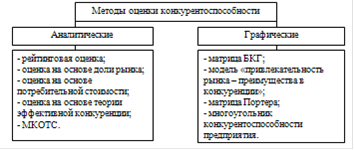 Методы оценки конкурентоспособности
Аналитические
- рейтинговая оценка;
- оценка на основе доли рынка;
- оценка на основе
потребительной стоимости;
- оценка на основе теории
эффективной конкуренции;
- МКОТС.
Графические
- матрица БКГ;
- модель «привлекательность
рынка – преимущества в
конкуренции»;
- матрица Портера;
- многоугольник
конкурентоспособности
предприятия.